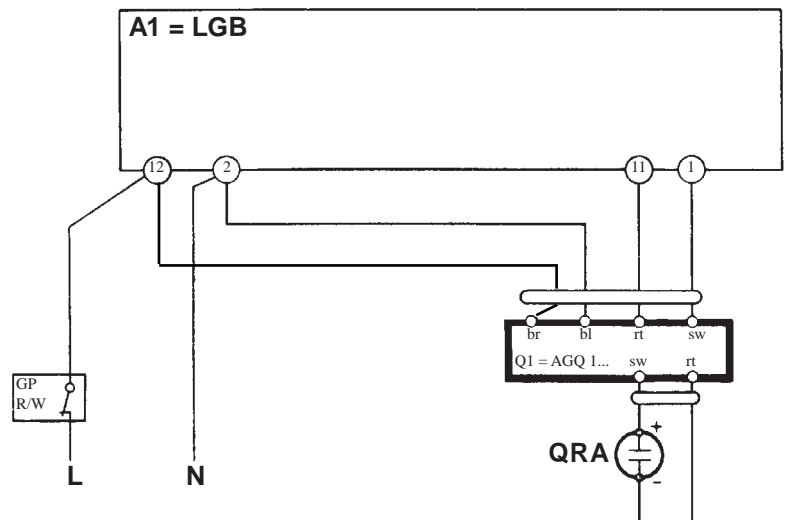 A1 = LGB
12 2 11 1
br bl rt sw
Q1 = AGQ 1... sw rt
GP
R/W
QRA
+
-
L N